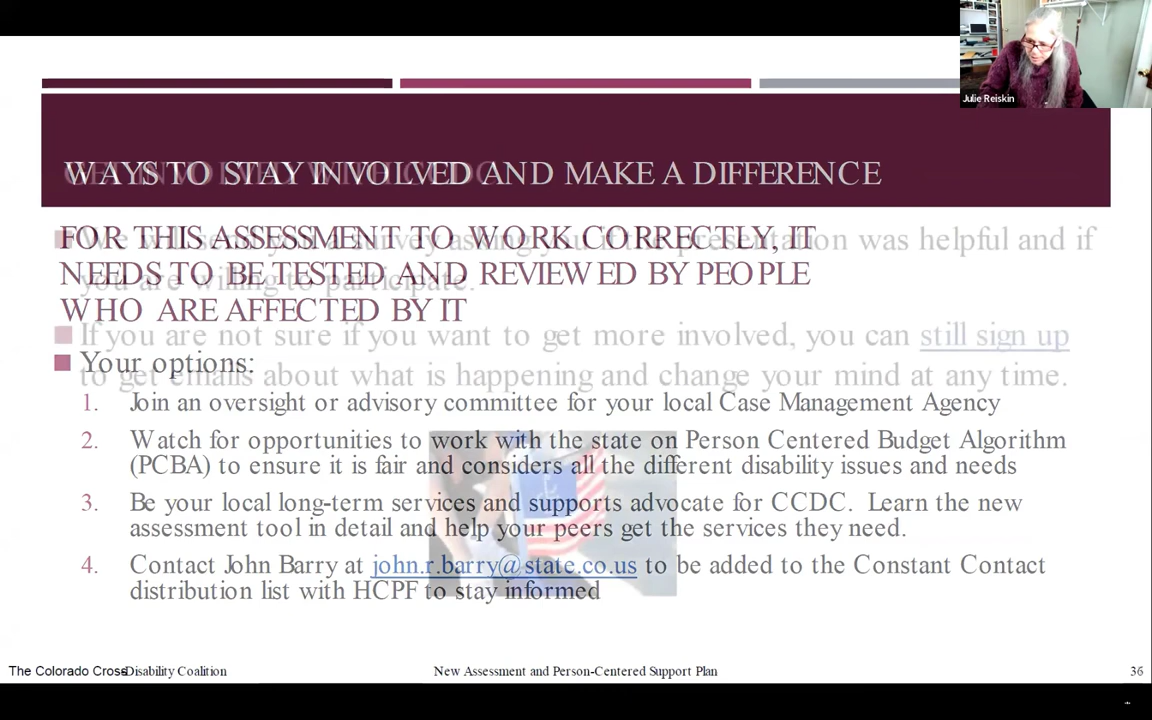 Julie Reiskin
WAYS TO STAY INVOLVED AND MAKE A DIFFERENCE
FOR THIS ASSESSMENT TO WORK CORRECTLY, IT
NEEDS TO BE TESTED AND REVIEWED BY PEOPLE
WHO ARE AFFECTED BY IT
If you are not sure if you want to get more involved, you can still sign up
to get emails about what is happening and change your mind at any time.
Your options:
1. Join an oversight or advisory committee for your local Case Management Agency
2. Watch for opportunities to work with the state on Person Centered Budget Algorithm
(PCBA) to ensure it is fair and considers all the different disability issues and needs
3. Be your local long-term services and supports advocate for CCDC. Learn the new
assessment tool in detail and help your peers get the services they need.
4. Contact John Barry at john.r.barry@state.co.us to be added to the Constant Contact
distribution list with HCPF to stay informed
The Colorado Cross-Disability Coalition
New Assessment and Person-Centered Support Plan
36